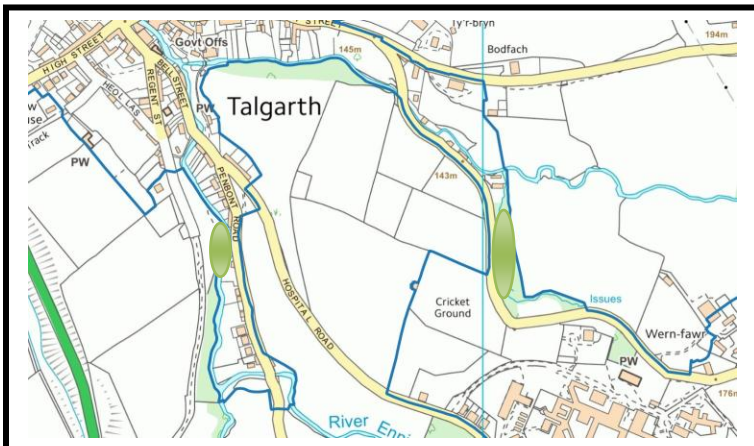 Ty'r-bryn
194m
Govt Offs
145m
Bodfach
HIGH STREET
BELL STREET
REGENT ST
HEOL LAS
PW
Talgarth
Track
PW
143m
PENBONT ROAD
HOSPITAL ROAD
Cricket
Ground
Issues
Wern-fawr
PW
River Enni
176m